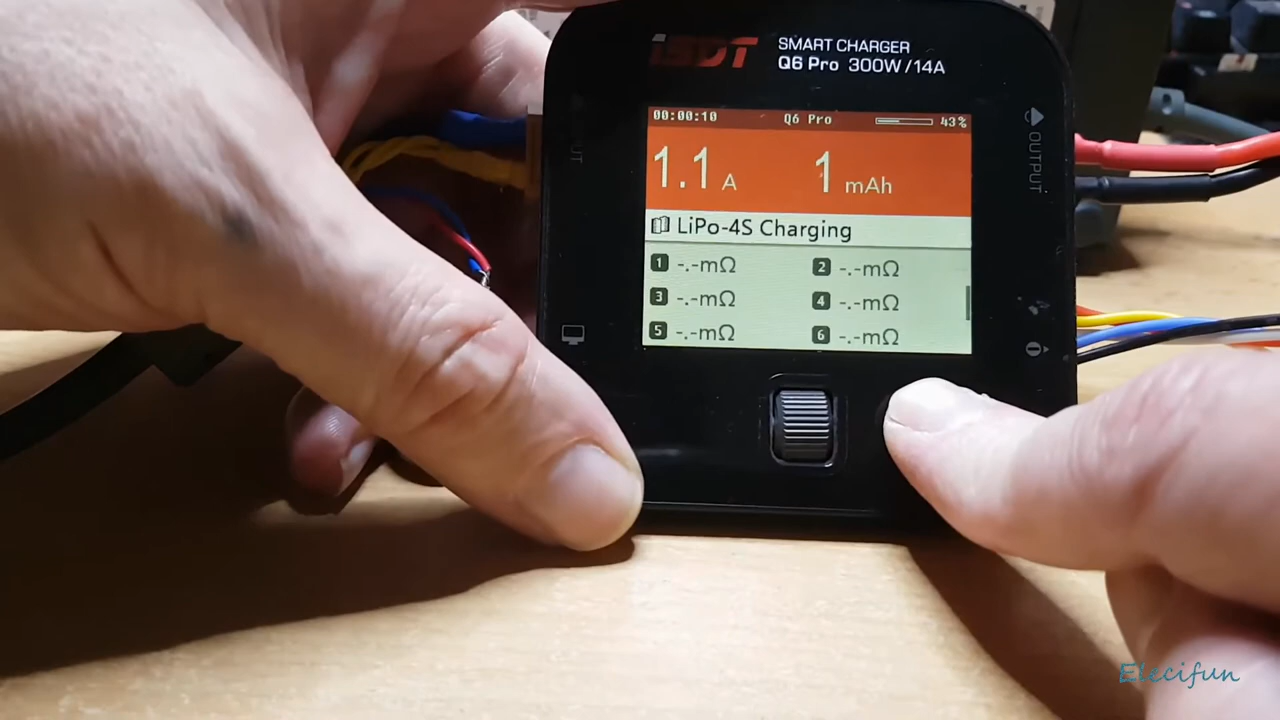 iSDT
SMART CHARGER
Q6 Pro 300W/14A
00:00:10 Q6 Pro 43%
1.1 A 1 mAh
LiPo-4S Charging
1 -.-mΩ 2 -.-mΩ
3 -.-mΩ 4 -.-mΩ
5 -.-mΩ 6 -.-mΩ
OUTPUT
Elecifun